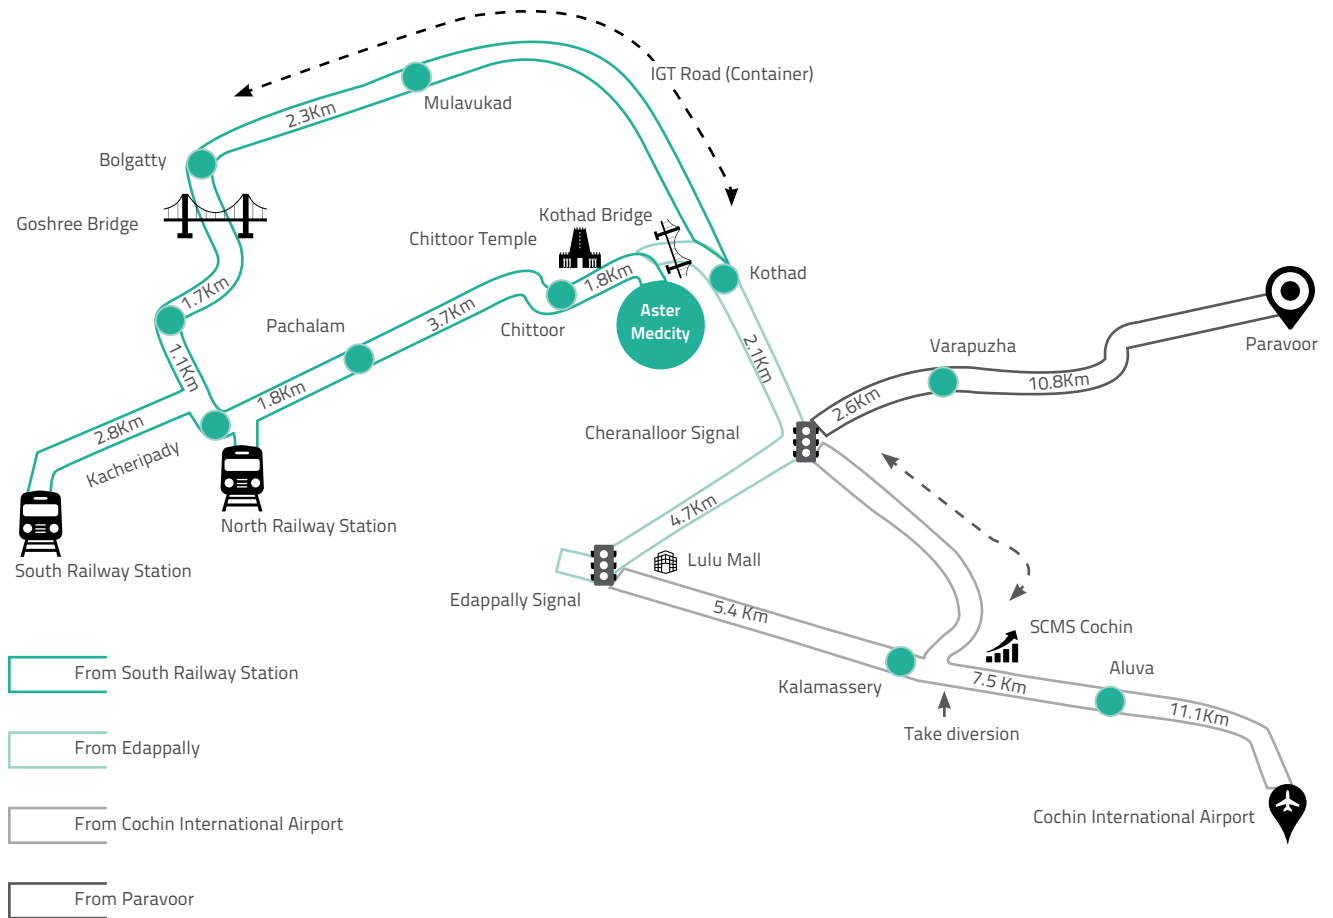 IGT Road (Container)
Mulavukad
2.3Km
Bolgatty
Goshree Bridge
Kothad Bridge
Chittoor Temple
Kothad
1.8Km
1.7Km
Aster
Medcity
Pachalam
3.7Km
Chittoor
Paravoor
Varapuzha
10.8Km
2.6Km
2.1Km
1.1Km
1.8Km
2.8Km
Kacheripady
Cheranalloor Signal
North Railway Station
4.7Km
South Railway Station
Lulu Mall
Edappally Signal
5.4 Km
SCMS Cochin
Aluva
Kalamassery
7.5 Km
11.1Km
Take diversion
Cochin International Airport
From South Railway Station
From Edappally
From Cochin International Airport
From Paravoor